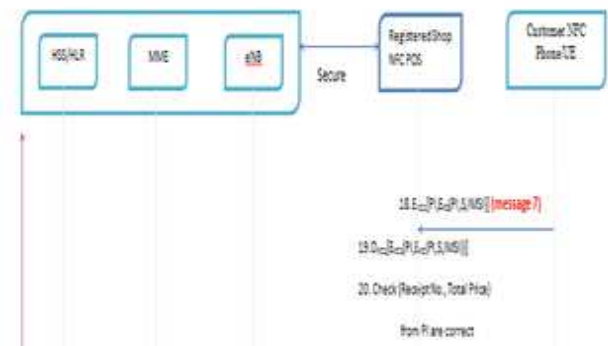 HSS/HLR
MME
eNB
Secure
Registered Shop
NFC POS
Customer NFC
Phone-UE
(message 7)
20. Check (Receipt No., Total Price)
from PI are correct